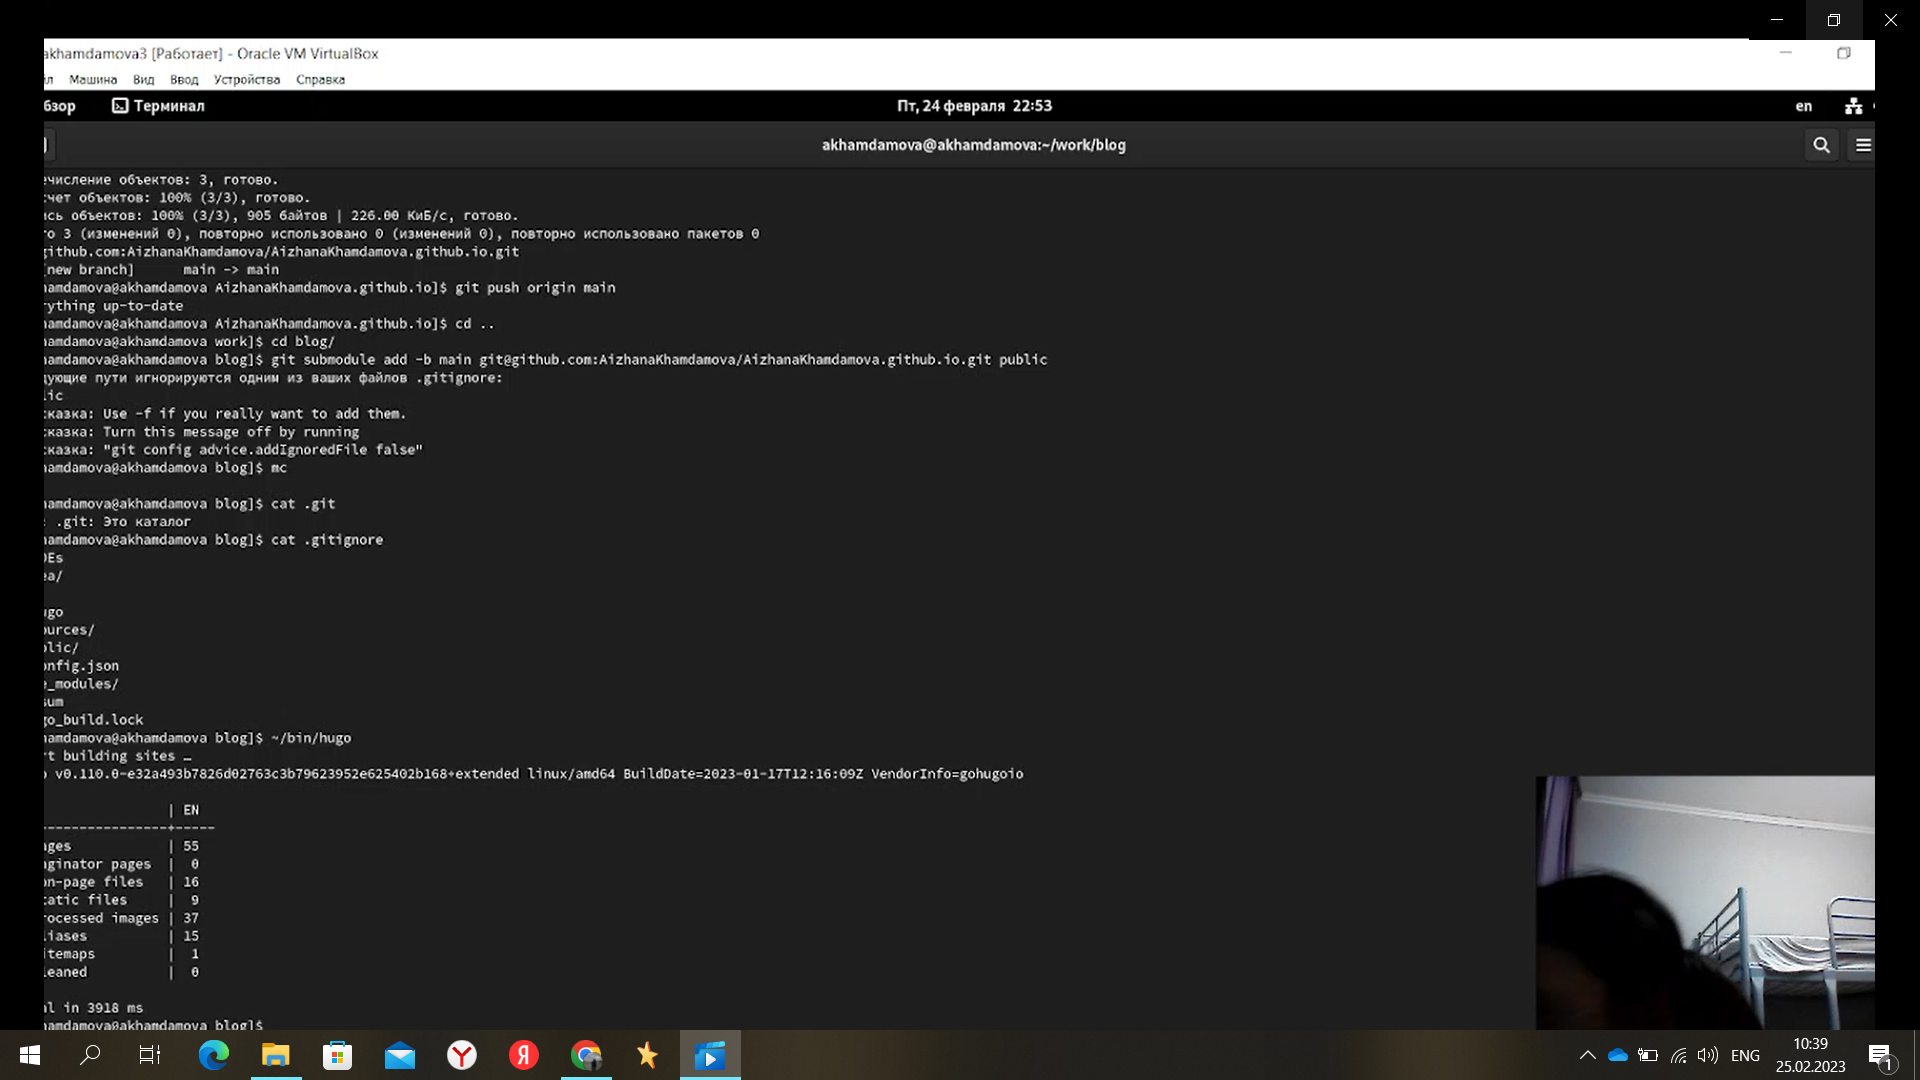 akhamdamova3 [Работает] - Oracle VM VirtualBox
Машина Вид Ввод Устройства Справка
бзор Терминал Пт, 24 февраля 22:53 en
akhamdamova@akhamdamova:~/work/blog
ечисление объектов: 3, готово.
счет объектов: 100% (3/3), готово.
ись объектов: 100% (3/3), 905 байтов | 226.00 КиБ/с, готово.
го 3 (изменений 0), повторно использовано 0 (изменений 0), повторно использовано пакетов 0
github.com:AizhanaKhamdamova/AizhanaKhamdamova.github.io.git
[new branch] main -> main
hamdamova@akhamdamova AizhanaKhamdamova.github.io]$ git push origin main
rything up-to-date
hamdamova@akhamdamova AizhanaKhamdamova.github.io]$ cd ..
hamdamova@akhamdamova work]$ cd blog/
hamdamova@akhamdamova blog]$ git submodule add -b main git@github.com:AizhanaKhamdamova/AizhanaKhamdamova.github.io.git public
дующие пути игнорируются одним из ваших файлов .gitignore:
lic
сказка: Use -f if you really want to add them.
сказка: Turn this message off by running
сказка: "git config advice.addIgnoredFile false"
hamdamova@akhamdamova blog]$ mc
hamdamova@akhamdamova blog]$ cat .git
: .git: Это каталог
hamdamova@akhamdamova blog]$ cat .gitignore
DEs
ea/
ugo
ources/
blic/
onfig.json
e_modules/
sum
go_build.lock
hamdamova@akhamdamova blog]$ ~/bin/hugo
rt building sites …
o v0.110.0-e32a493b7826d02763c3b79623952e625402b168+extended linux/amd64 BuildDate=2023-01-17T12:16:09Z VendorInfo=gohugoio
| EN
-----------------+-----
ages | 55
aginator pages | 0
on-page files | 16
tatic files | 9
rocessed images | 37
liases | 15
itemaps | 1
leaned | 0
al in 3918 ms
hamdamova@akhamdamova blog]$
ENG
10:39
25.02.2023
1